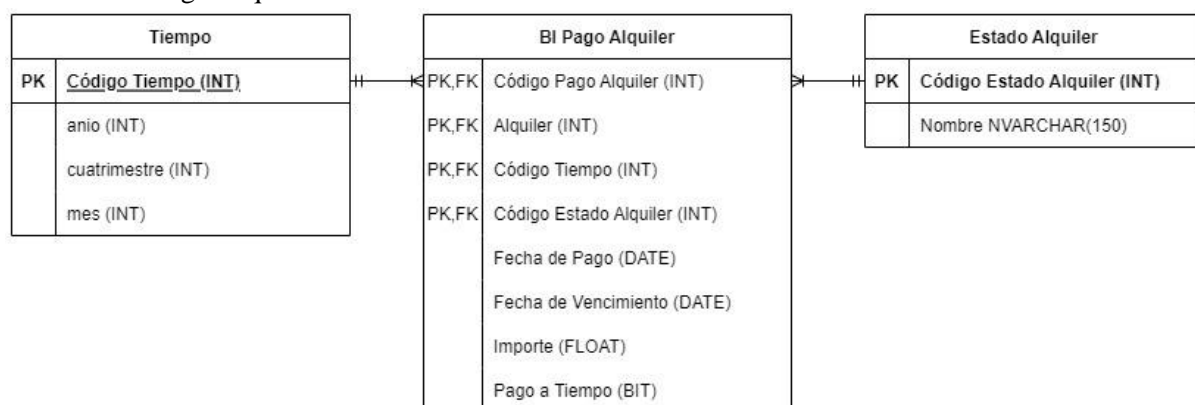 Tiempo
PK Código Tiempo (INT)
anio (INT)
cuatrimestre (INT)
mes (INT)
BI Pago Alquiler
PK,FK Código Pago Alquiler (INT)
PK,FK Alquiler (INT)
PK,FK Código Tiempo (INT)
PK,FK Código Estado Alquiler (INT)
Fecha de Pago (DATE)
Fecha de Vencimiento (DATE)
Importe (FLOAT)
Pago a Tiempo (BIT)
Estado Alquiler
PK Código Estado Alquiler (INT)
Nombre NVARCHAR(150)